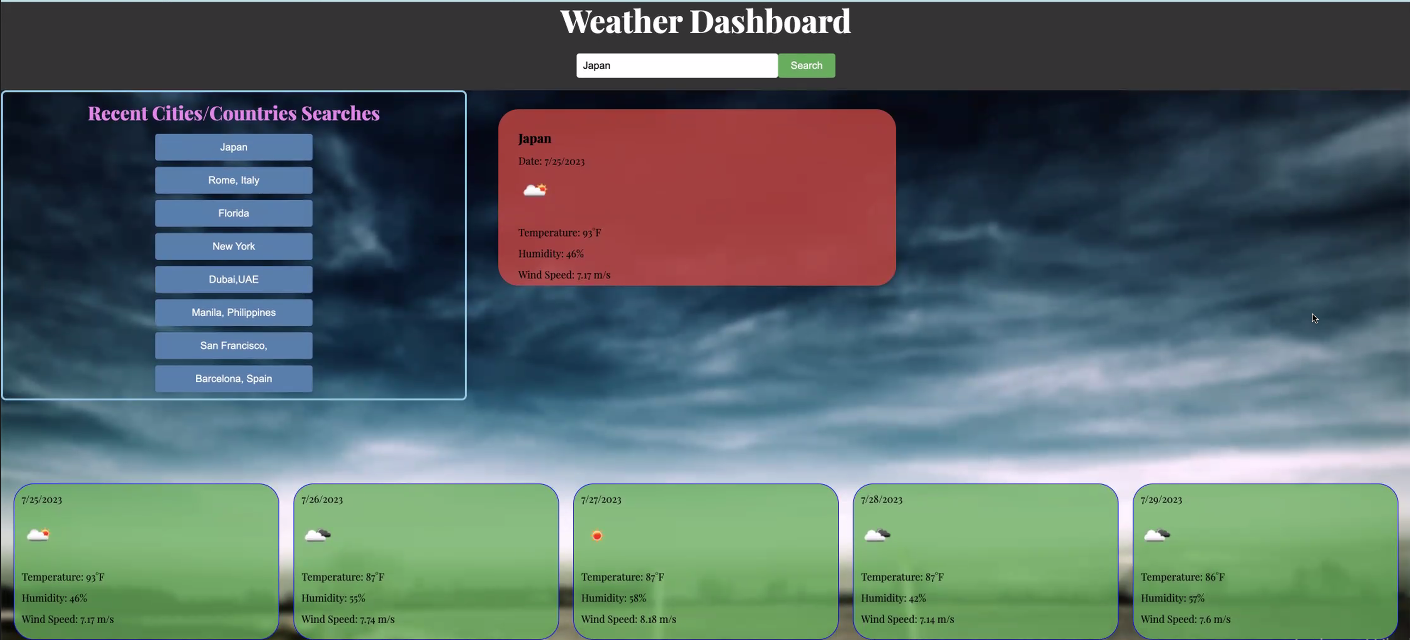 Weather Dashboard
Japan
Search
Recent Cities/Countries Searches
Japan
Rome, Italy
Florida
New York
Dubai,UAE
Manila, Philippines
San Francisco,
Barcelona, Spain
Japan
Date: 7/25/2023
Temperature: 93°F
Humidity: 46%
Wind Speed: 7.17 m/s
7/25/2023
Temperature: 93°F
Humidity: 46%
Wind Speed: 7.17 m/s
7/26/2023
Temperature: 87°F
Humidity: 55%
Wind Speed: 7.74 m/s
7/27/2023
Temperature: 87°F
Humidity: 58%
Wind Speed: 8.18 m/s
7/28/2023
Temperature: 87°F
Humidity: 42%
Wind Speed: 7.14 m/s
7/29/2023
Temperature: 86°F
Humidity: 57%
Wind Speed: 7.6 m/s